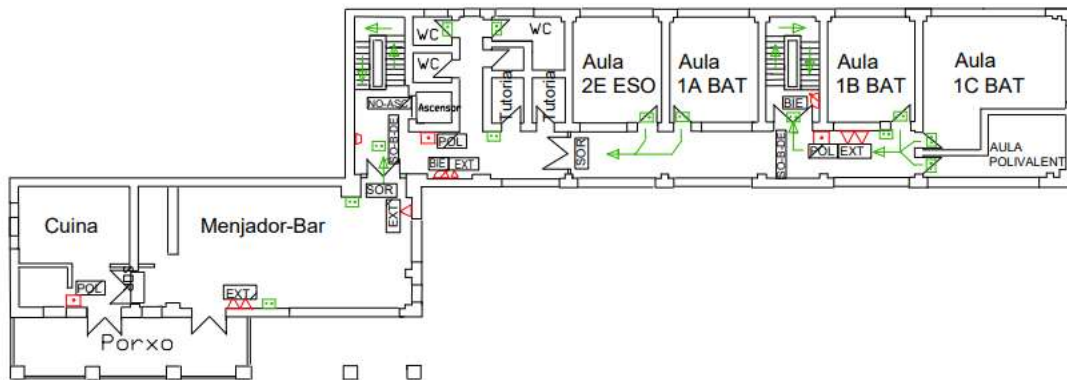 WC
WC
WC
Tutoria
Tutoria
Aula
2E ESO
Aula
1A BAT
Aula
1B BAT
Aula
1C BAT
NO-ASC
Ascensor
BIE
SO-B-DE
POL
BIE
EXT
SOR
SO-B-DE
POL
EXT
AULA
POLIVALENT
SOR
EXT
Cuina
Menjador-Bar
POL
SOR
EXT
Porxo